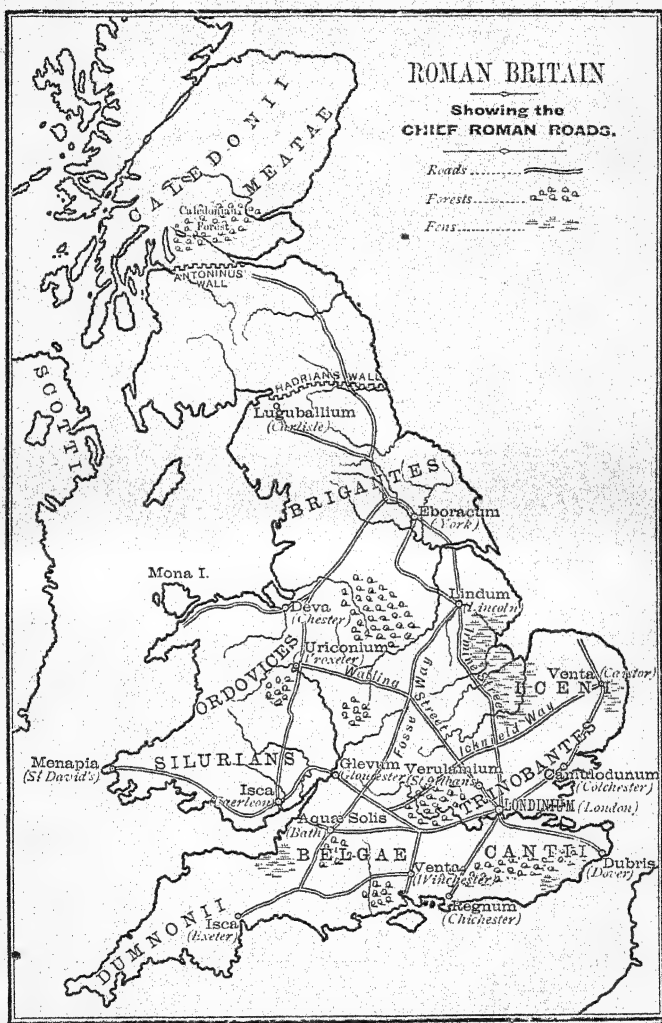 ROMAN BRITAIN
Showing the
CHIEF ROMAN ROADS.
Roads
Forests
Fens
CALEDONII
MEATAE
Caledonian
Forest
ANTONINUS'
WALL
SCOTTI
HADRIAN'S WALL
Luguballium
(Carlisle)
BRIGANTES
Eboracum
(York)
Mona I.
Deva
(Chester)
Lindum
(Lincoln)
Uriconium
(Wroxeter)
ORDOVICES
Watling
Street
Fosse Way
Irmine Street
Venta (Caistor)
ICENI
Icknield Way
Menapia
(St David's)
SILURIANS
Isca
(Caerleon)
Glevum
(Gloucester)
Verulamium
(St Albans)
TRINOBANTES
Camulodunum
(Colchester)
LONDINIUM (London)
Aquæ Solis
(Bath)
BELGAE
Venta
(Winchester)
CANTII
Dubris
(Dover)
Regnum
(Chichester)
DUMNONII
Isca
(Exeter)